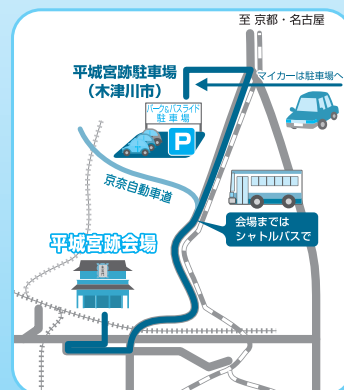 至 京都・名古屋
平城宮跡駐車場
（木津川市）
マイカーは駐車場へ
パーク&バスライド
駐車場
P
京奈自動車道
会場までは
シャトルバスで
平城宮跡会場